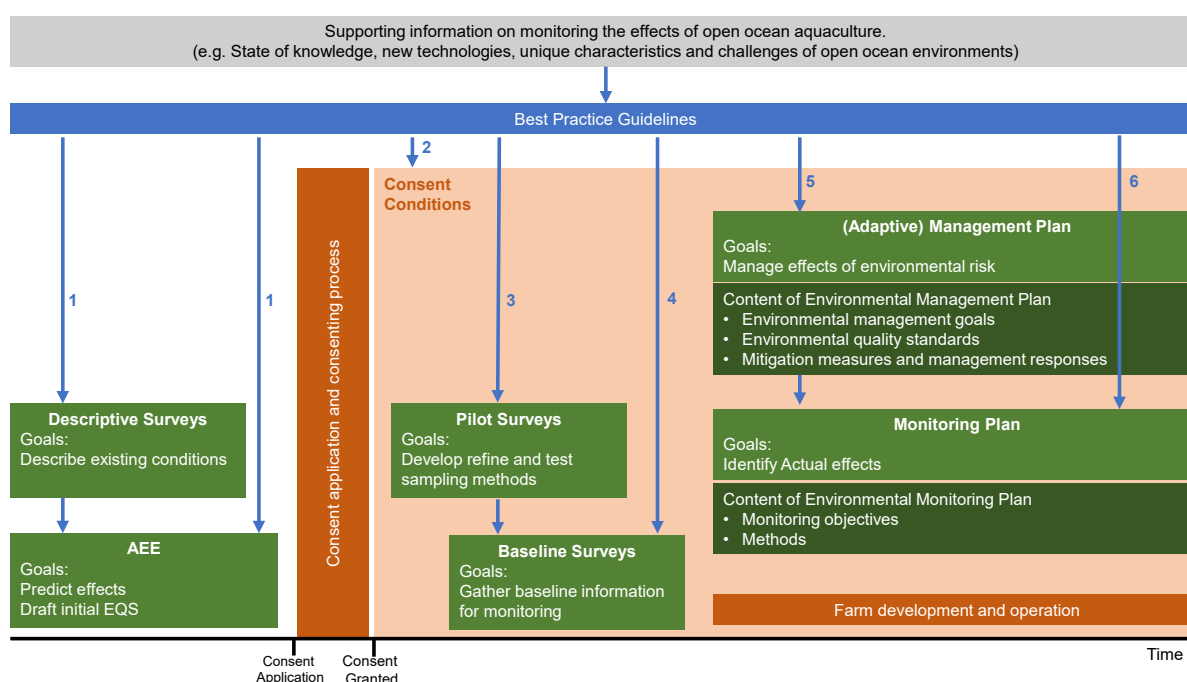 Supporting information on monitoring the effects of open ocean aquaculture.
(e.g. State of knowledge, new technologies, unique characteristics and challenges of open ocean environments)
Best Practice Guidelines
2
Consent
Conditions
5
6
1
1
3
4
Consent application and consenting process
(Adaptive) Management Plan
Goals:
Manage effects of environmental risk
Content of Environmental Management Plan
• Environmental management goals
• Environmental quality standards
• Mitigation measures and management responses
Descriptive Surveys
Goals:
Describe existing conditions
Pilot Surveys
Goals:
Develop refine and test
sampling methods
Monitoring Plan
Goals:
Identify Actual effects
Content of Environmental Monitoring Plan
• Monitoring objectives
• Methods
AEE
Goals:
Predict effects
Draft initial EQS
Baseline Surveys
Goals:
Gather baseline information
for monitoring
Farm development and operation
Time
Consent
Application
Consent
Granted